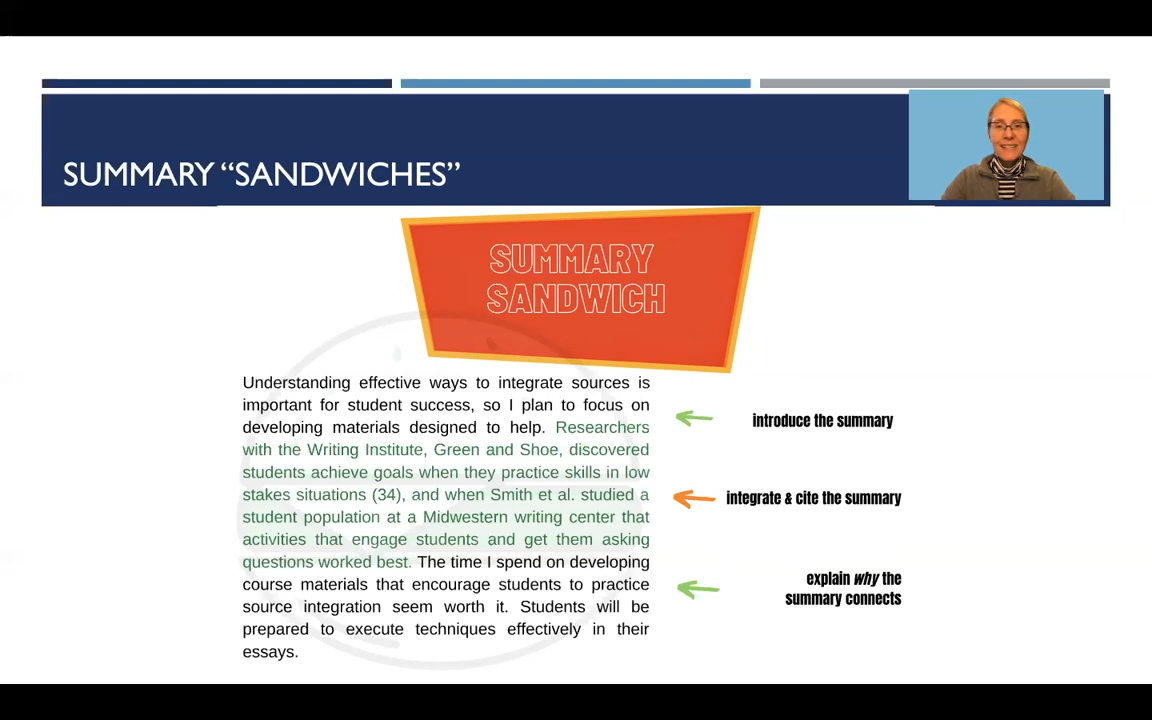 SUMMARY “SANDWICHES”
SUMMARY
SANDWICH
Understanding effective ways to integrate sources is
important for student success, so I plan to focus on
developing materials designed to help. Researchers
with the Writing Institute, Green and Shoe, discovered
students achieve goals when they practice skills in low
stakes situations (34), and when Smith et al. studied a
student population at a Midwestern writing center that
activities that engage students and get them asking
questions worked best. The time I spend on developing
course materials that encourage students to practice
source integration seem worth it. Students will be
prepared to execute techniques effectively in their
essays.
introduce the summary
integrate & cite the summary
explain why the
summary connects